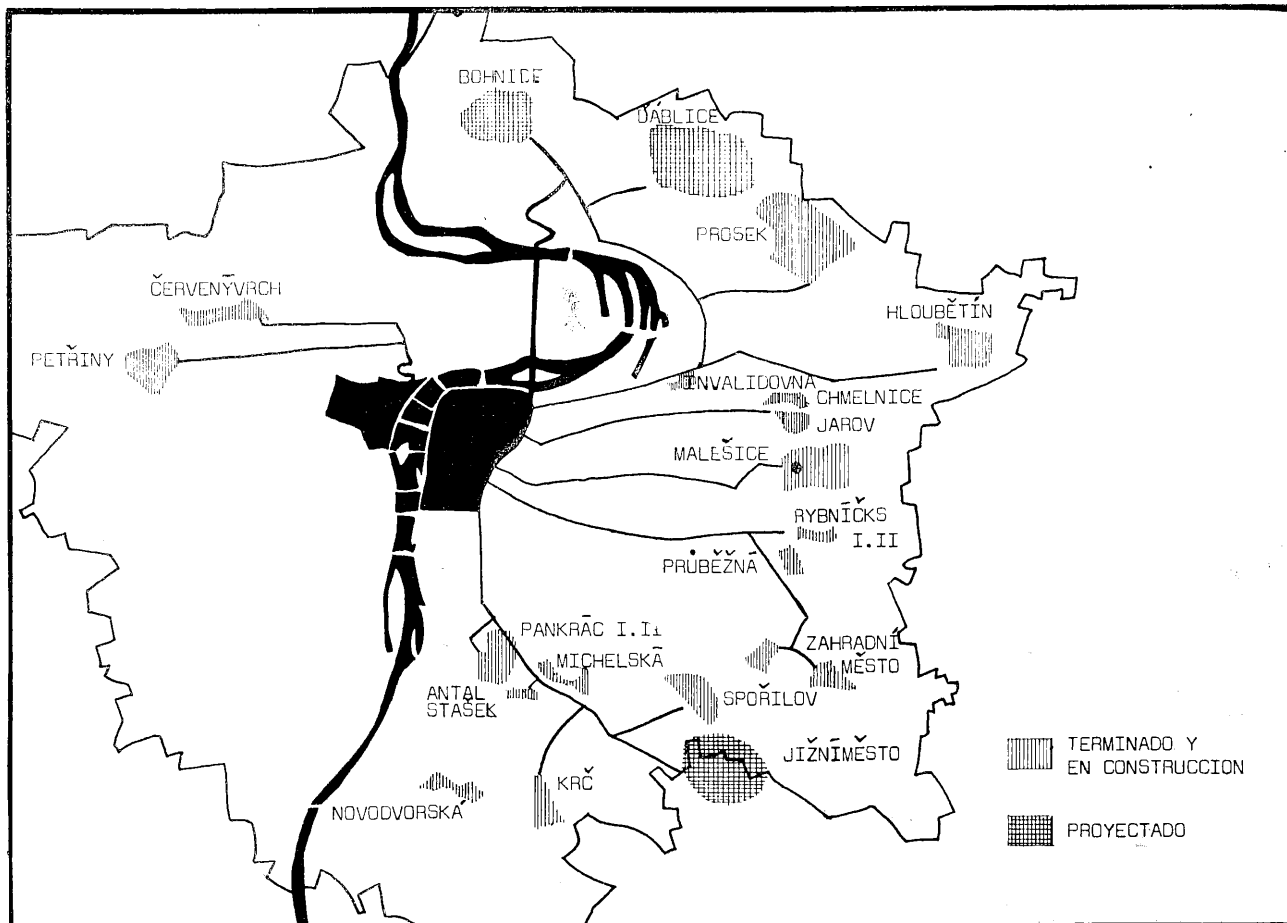 BOHNICE
ĎÁBLICE
PROSEK
ČERVENÝVRCH
HLOUBĚTÍN
PETŘINY
INVALIDOVNA
CHMELNICE
JAROV
MALEŠICE
RYBNÍČKS
I.II
PRŮBĚŽNÁ
PANKRÁC I.II
ZAHRADNÍ
MĚSTO
MICHELSKÁ
ANTAL
STAŠEK
SPOŘILOV
JIŽNÍMĚSTO
TERMINADO Y
EN CONSTRUCCION
KRČ
NOVODVORSKÁ
PROYECTADO